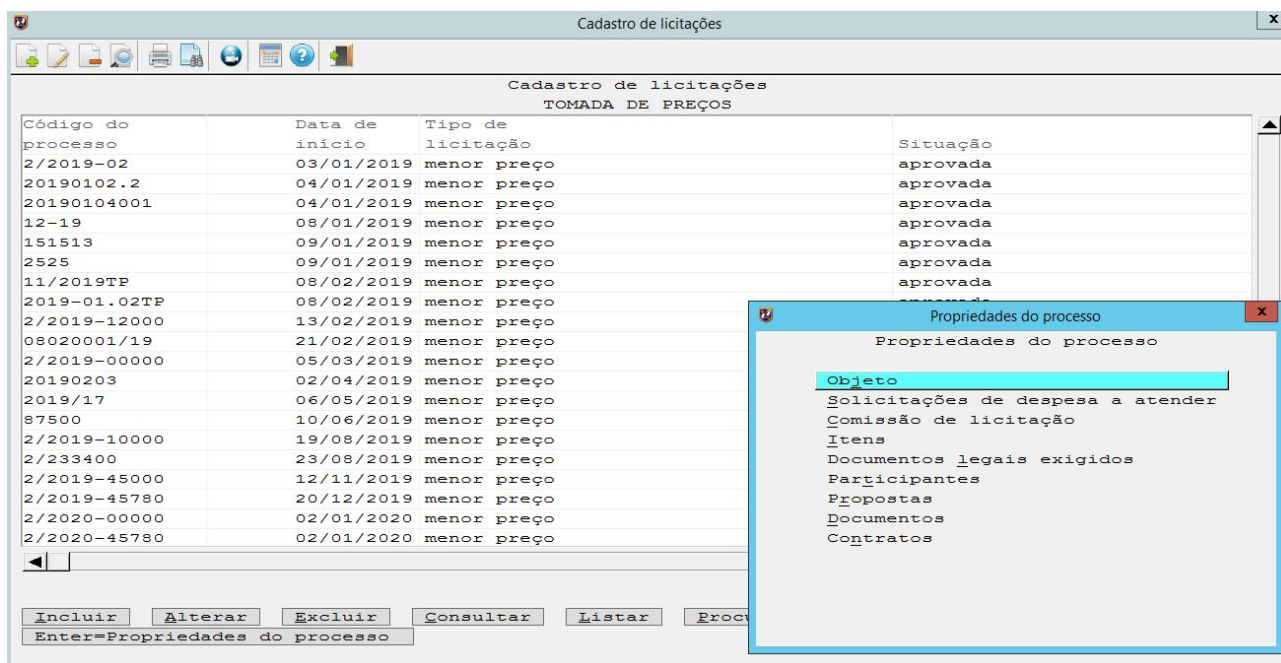 Cadastro de licitações
x
Cadastro de licitações
TOMADA DE PREÇOS
Código do Data de Tipo de
processo início licitação Situação
2/2019-02 03/01/2019 menor preço aprovada
20190102.2 04/01/2019 menor preço aprovada
20190104001 04/01/2019 menor preço aprovada
12-19 08/01/2019 menor preço aprovada
151513 09/01/2019 menor preço aprovada
2525 09/01/2019 menor preço aprovada
11/2019TP 08/02/2019 menor preço aprovada
2019-01.02TP 08/02/2019 menor preço
2/2019-12000 13/02/2019 menor preço
08020001/19 21/02/2019 menor preço
2/2019-00000 05/03/2019 menor preço
20190203 02/04/2019 menor preço
2019/17 06/05/2019 menor preço
87500 10/06/2019 menor preço
2/2019-10000 19/08/2019 menor preço
2/233400 23/08/2019 menor preço
2/2019-45000 12/11/2019 menor preço
2/2019-45780 20/12/2019 menor preço
2/2020-00000 02/01/2020 menor preço
2/2020-45780 02/01/2020 menor preço
Incluir Alterar Excluir Consultar Listar
Enter=Propriedades do processo
Propriedades do processo
x
Propriedades do processo
Objeto
Solicitações de despesa a atender
Comissão de licitação
Itens
Documentos legais exigidos
Participantes
Propostas
Documentos
Contratos